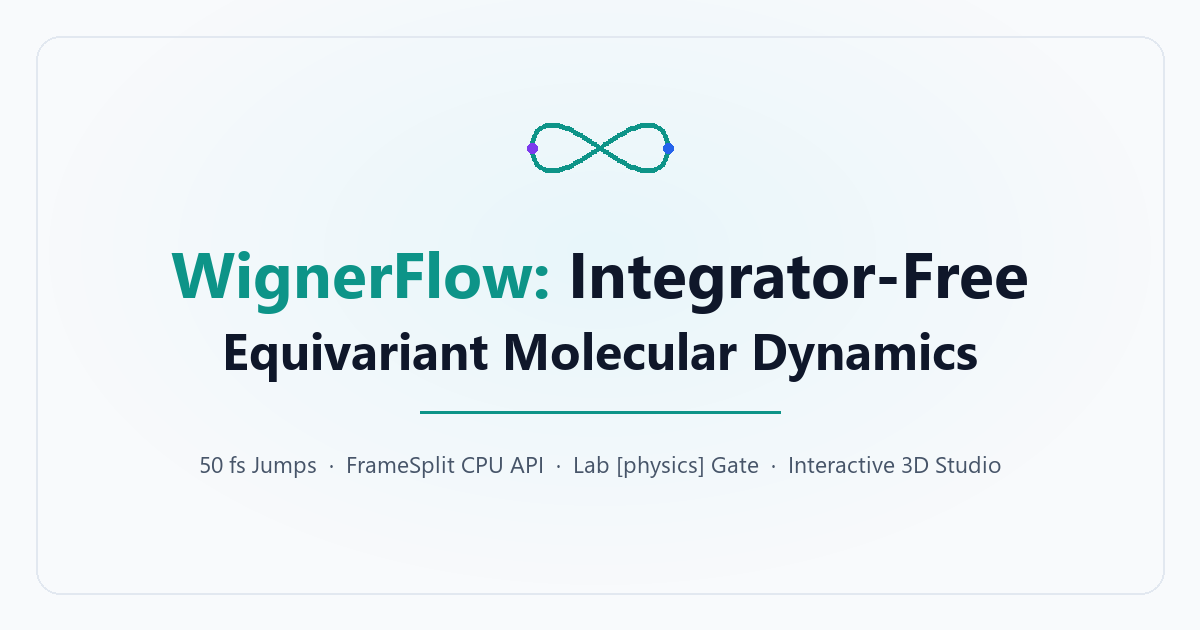 WignerFlow: Integrator-Free
Equivariant Molecular Dynamics
50 fs Jumps · FrameSplit CPU API · Lab [physics] Gate · Interactive 3D Studio